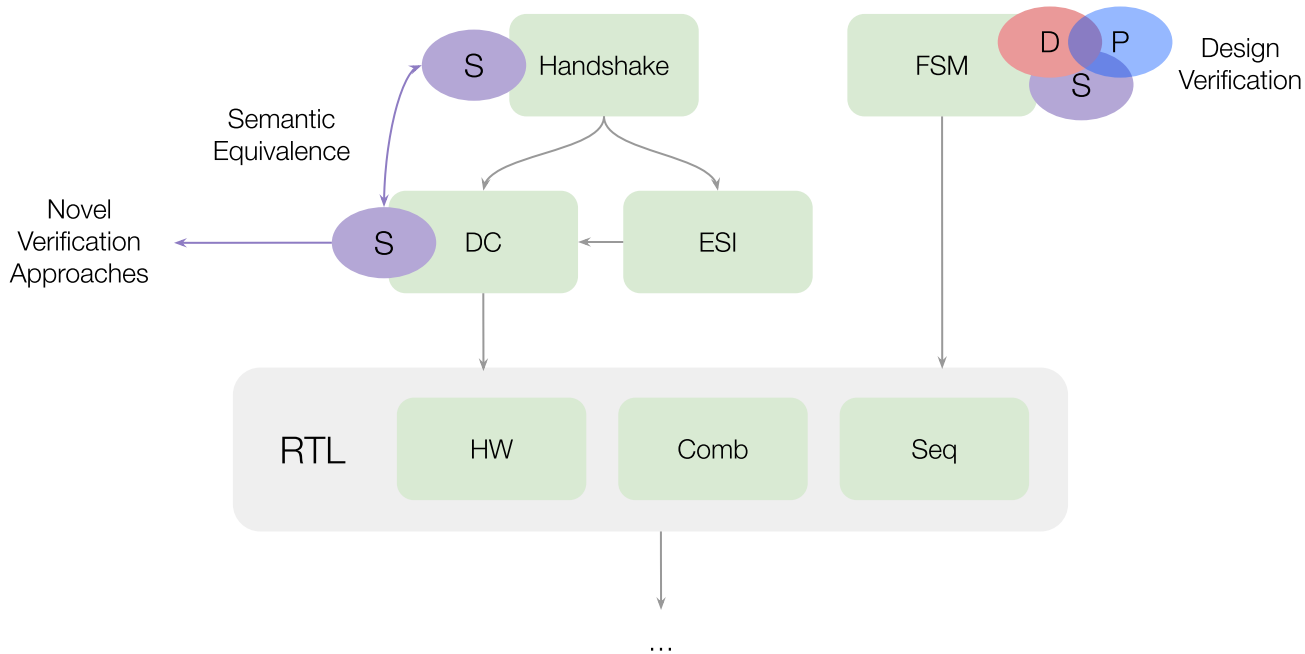 S
Handshake
FSM
D
P
S
Design
Verification
Semantic
Equivalence
Novel
Verification
Approaches
S
DC
ESI
RTL
HW
Comb
Seq
...